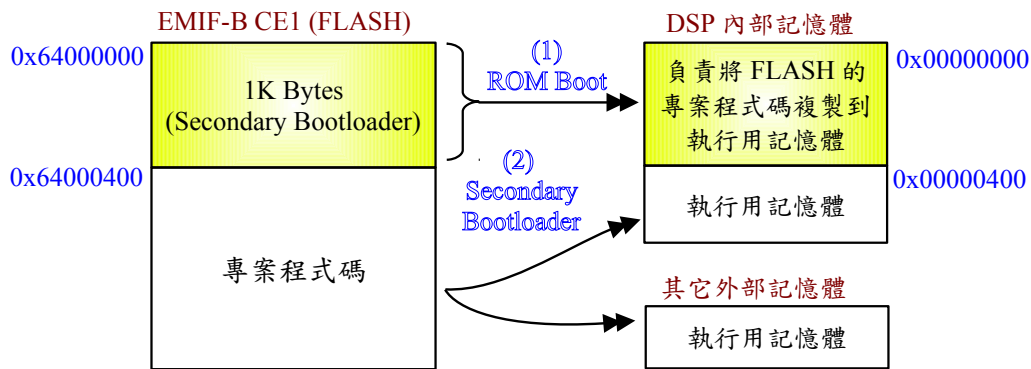 EMIF-B CE1 (FLASH)
0x64000000
1K Bytes
(Secondary Bootloader)
0x64000400
專案程式碼
(1)
ROM Boot
(2)
Secondary
Bootloader
DSP 內部記憶體
0x00000000
負責將 FLASH 的
專案程式碼複製到
執行用記憶體
0x00000400
執行用記憶體
其它外部記憶體
執行用記憶體